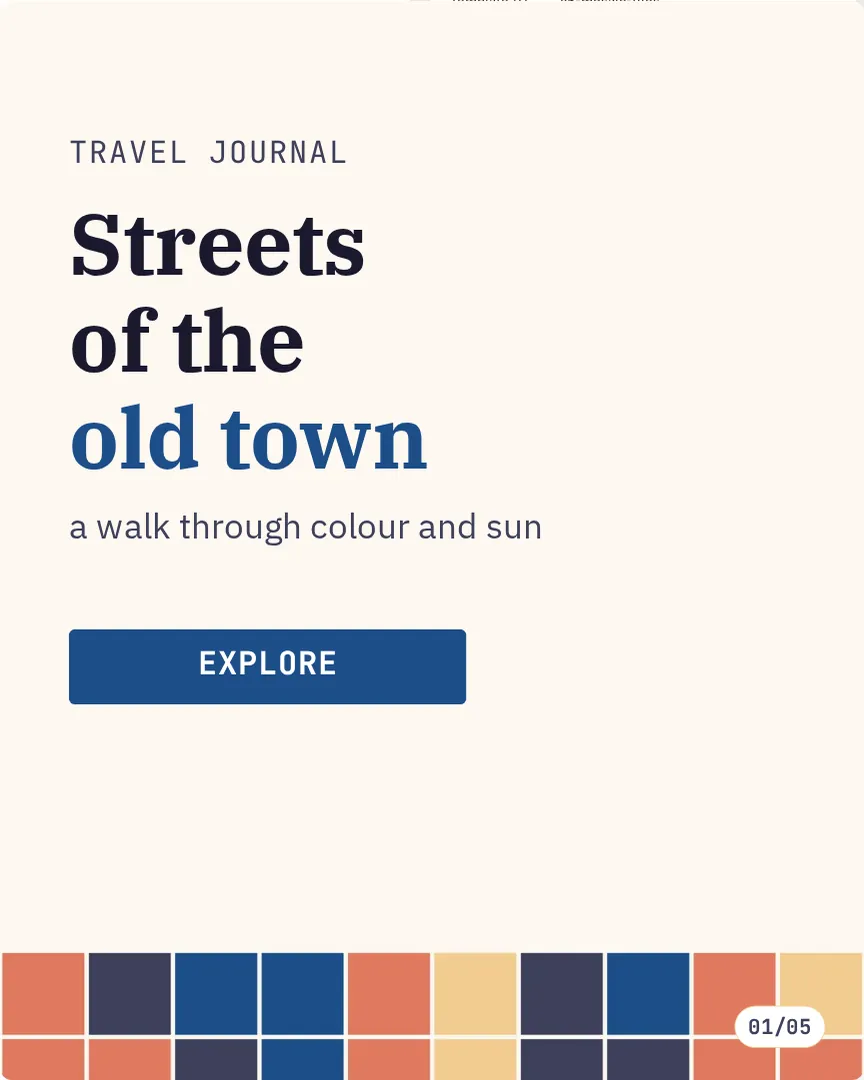 TRAVEL JOURNAL
Streets
of the
old town
a walk through colour and sun
EXPLORE
01/05